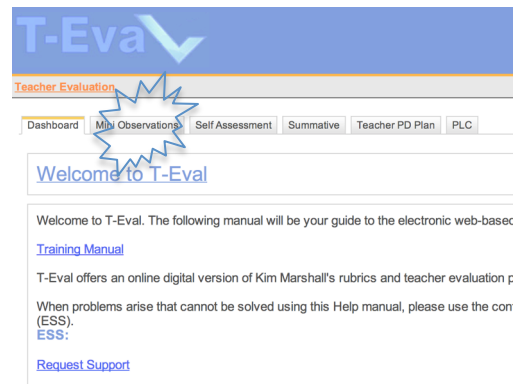 T-Eval
Teacher Evaluation
Dashboard Mini Observations Self Assessment Summative Teacher PD Plan PLC
Welcome to T-Eval
Welcome to T-Eval. The following manual will be your guide to the electronic web-based
Training Manual
T-Eval offers an online digital version of Kim Marshall's rubrics and teacher evaluation p
When problems arise that cannot be solved using this Help manual, please use the con
(ESS).
ESS:
Request Support